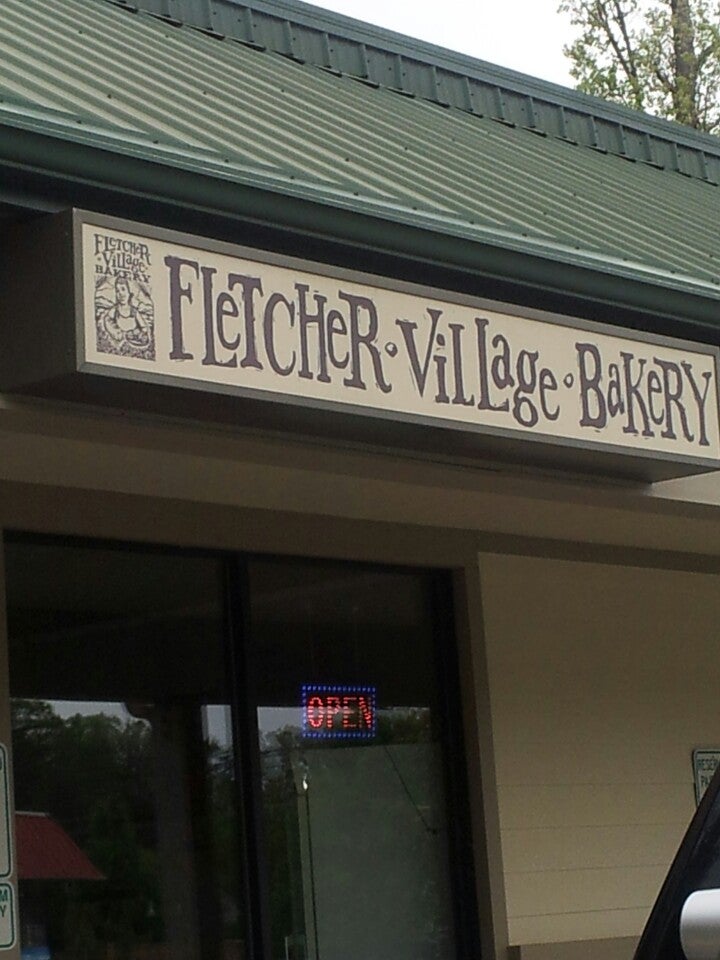 FLeTCHeR
• ViLLage •
BAKERY
FLeTCHeR • ViLLage • BaKeRY
OPEN